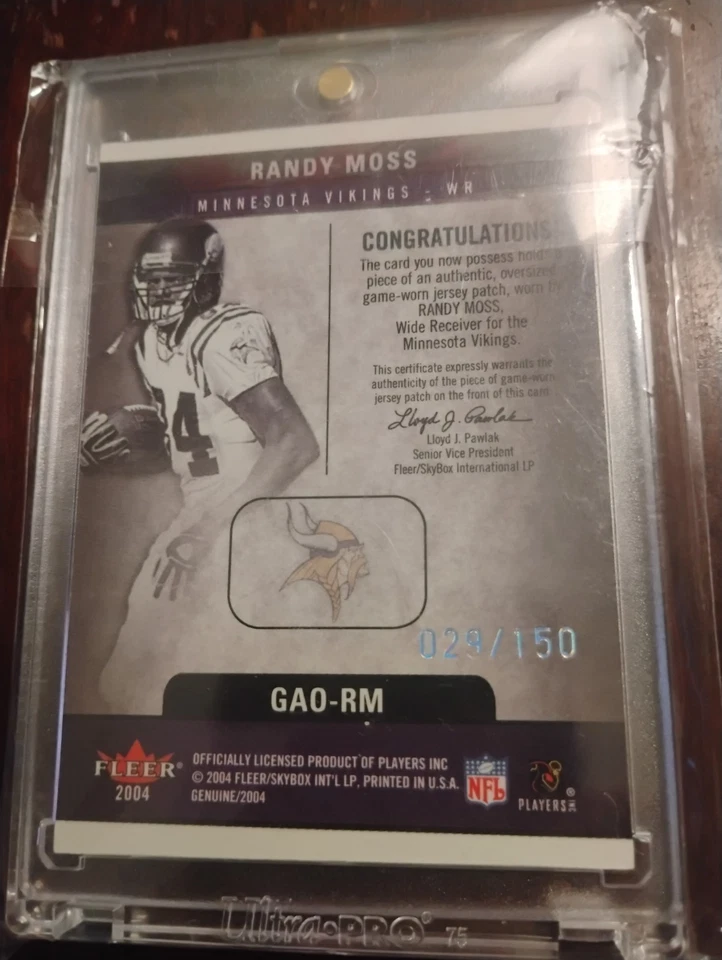 RANDY MOSS
MINNESOTA VIKINGS - WR
CONGRATULATIONS
The card you now possess hold
piece of an authentic, oversized
game-worn jersey patch, worn by
RANDY MOSS,
Wide Receiver for the
Minnesota Vikings.
This certificate expressly warrants the
authenticity of the piece of game-worn
jersey patch on the front of this card
Lloyd J. Pawlak
Lloyd J. Pawlak
Senior Vice President
Fleer/SkyBox International LP
84
029/150
GAO-RM
FLEER®
2004
OFFICIALLY LICENSED PRODUCT OF PLAYERS INC
© 2004 FLEER/SKYBOX INT'L LP, PRINTED IN U.S.A.
GENUINE/2004
NFL
PLAYERS INC ®
Ultra•PRO® 75